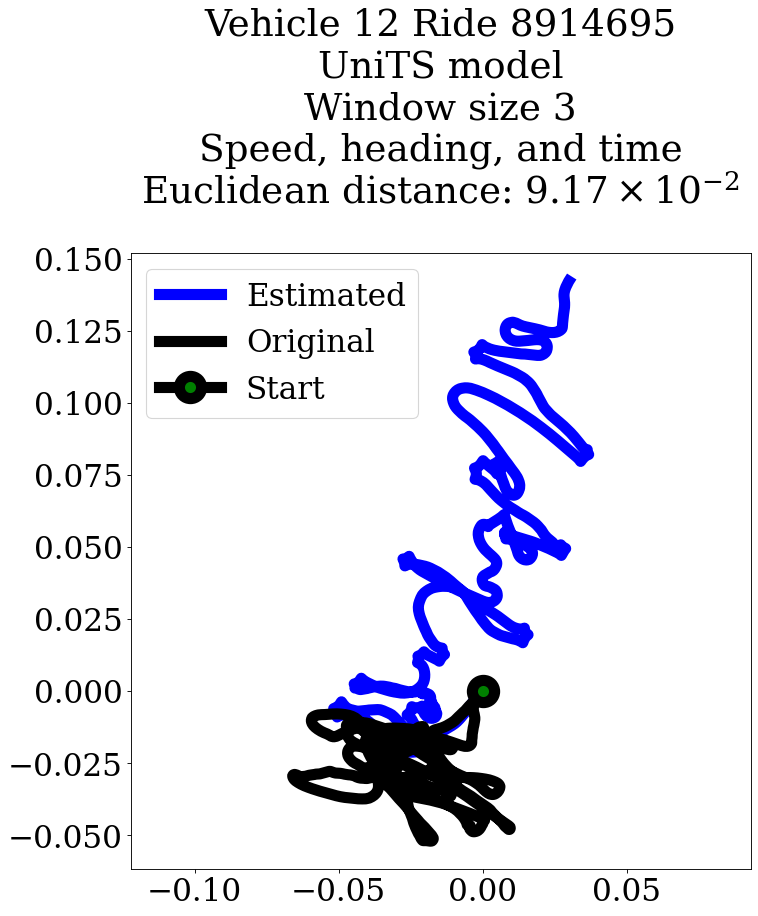 Vehicle 12 Ride 8914695
UniTS model
Window size 3
Speed, heading, and time
Euclidean distance: 9.17 × 10⁻²
Estimated
Original
Start
0.150
0.125
0.100
0.075
0.050
0.025
0.000
−0.025
−0.050
−0.10 −0.05 0.00 0.05